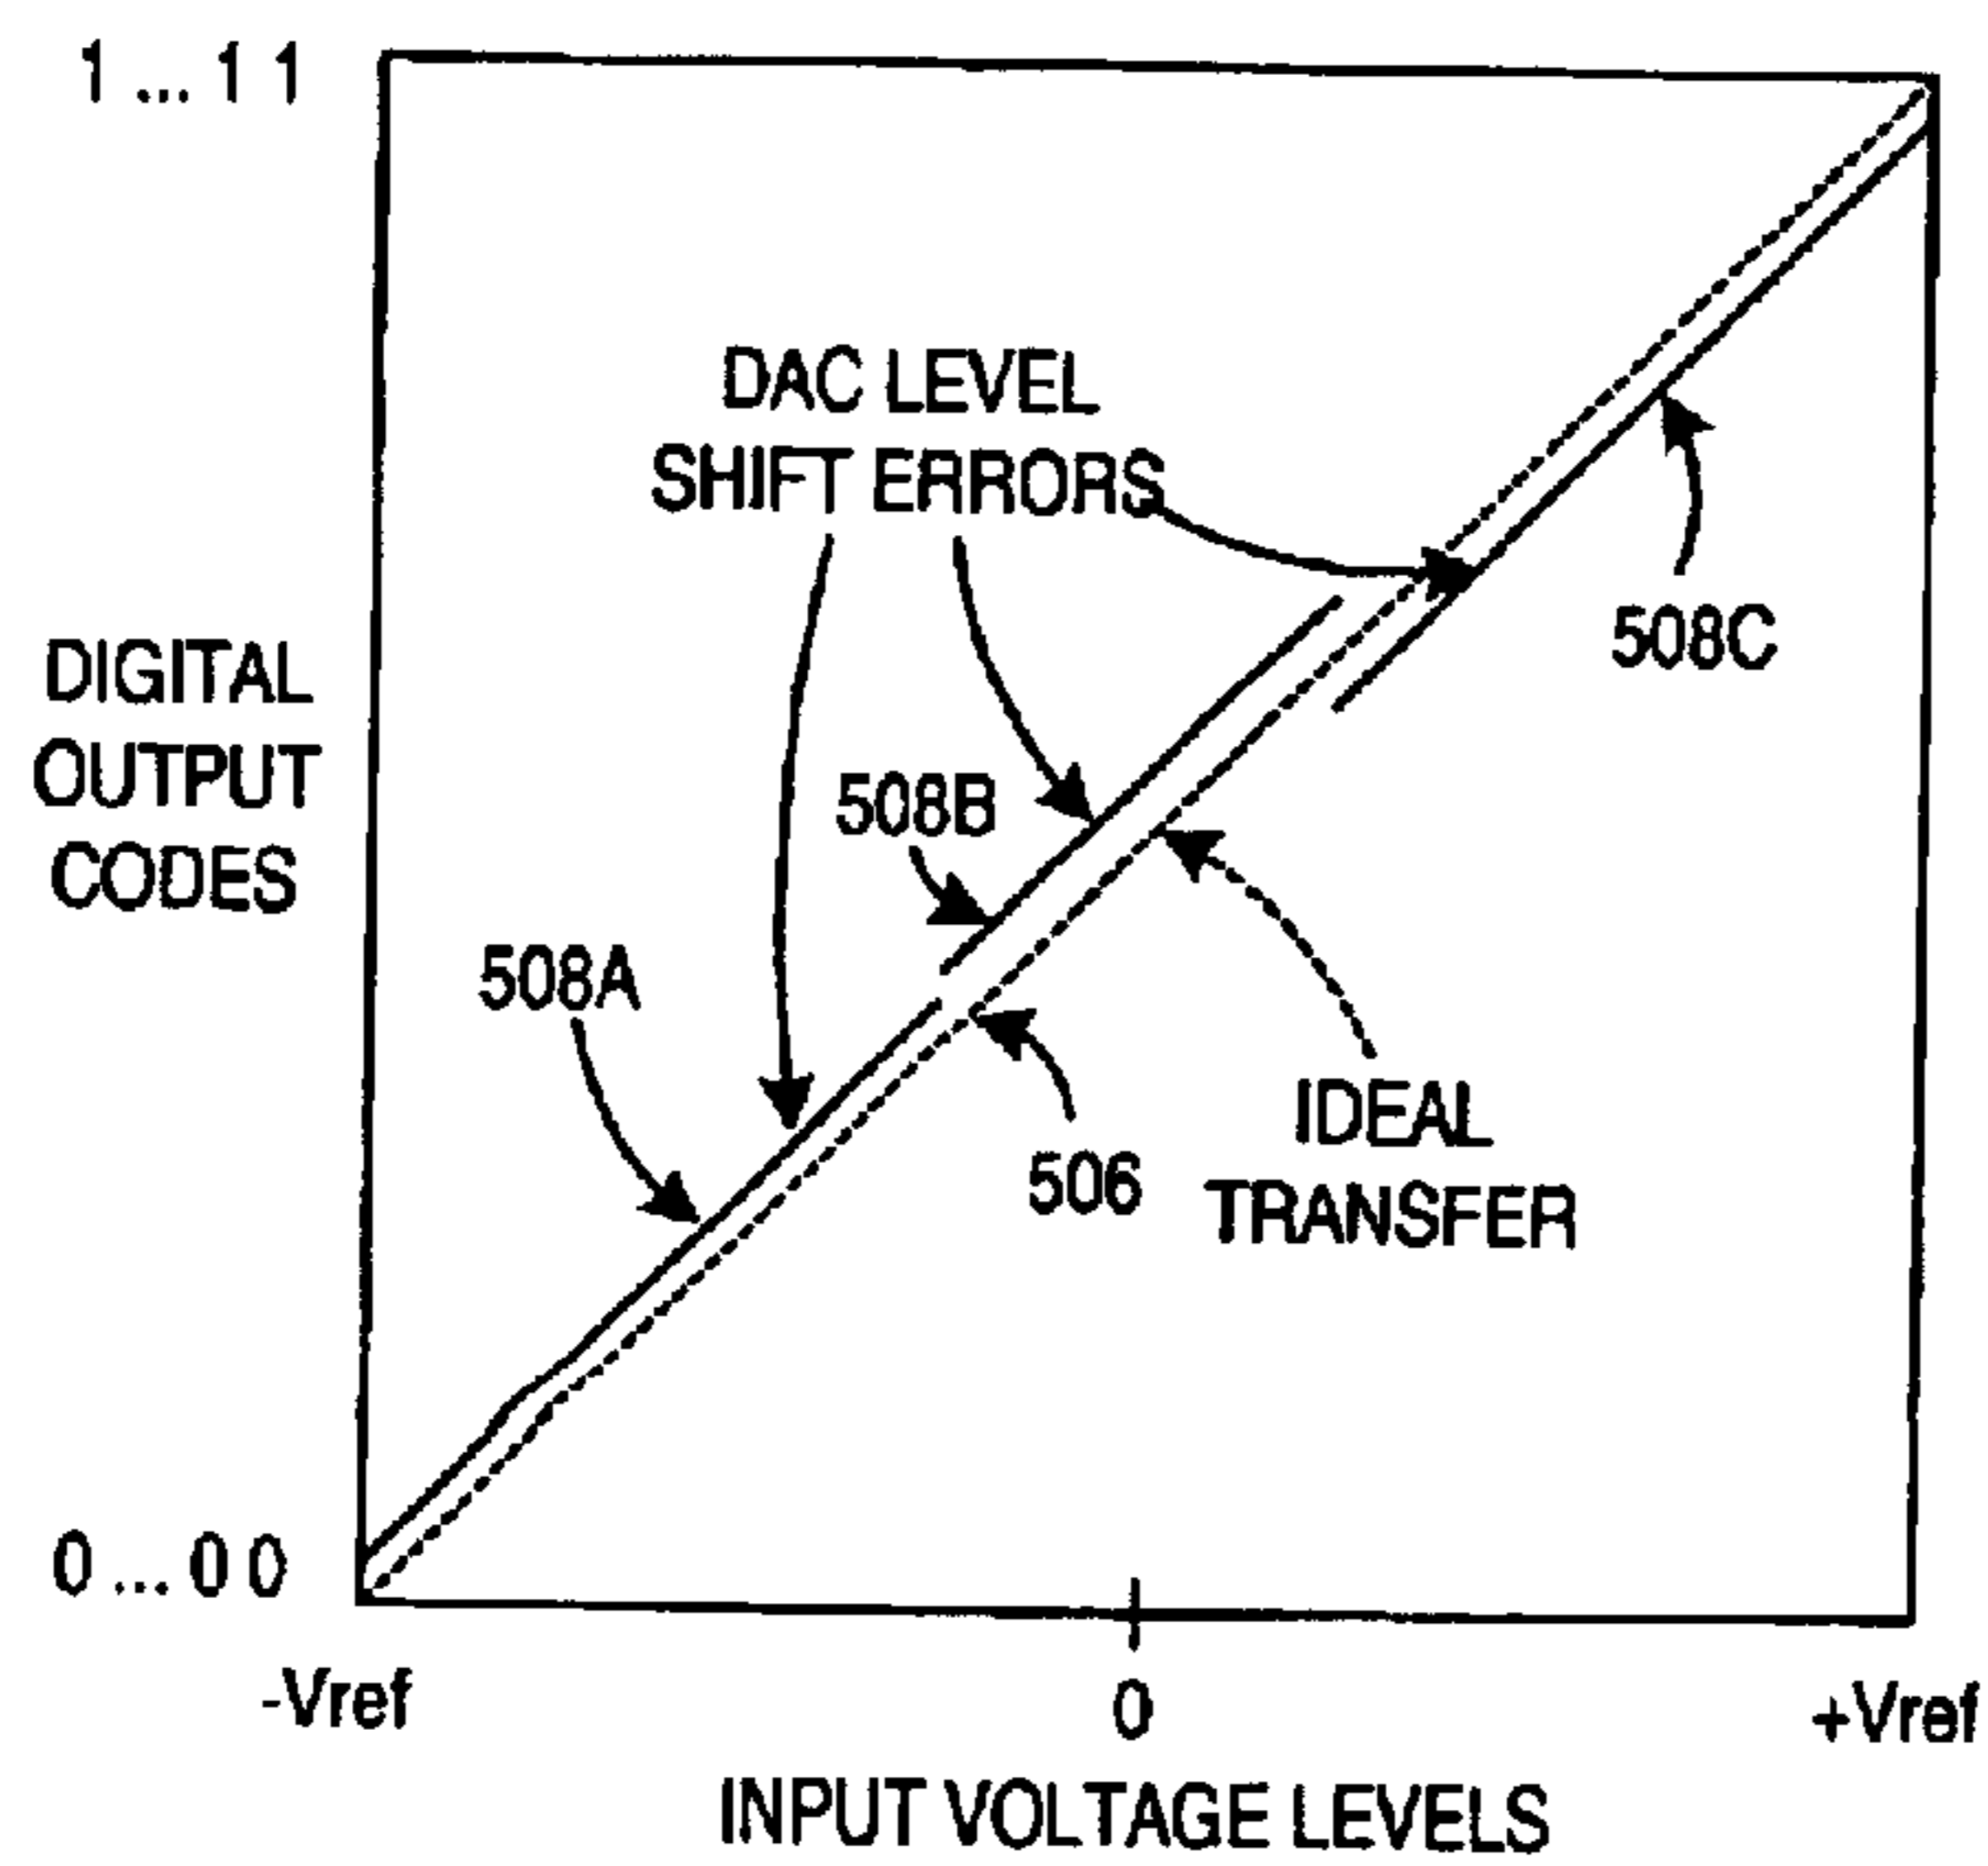 1 ... 1 1
DAC LEVEL
SHIFT ERRORS
508C
DIGITAL
OUTPUT
CODES
508B
508A
IDEAL
TRANSFER
506
0 ... 0 0
-Vref
0
+Vref
INPUT VOLTAGE LEVELS